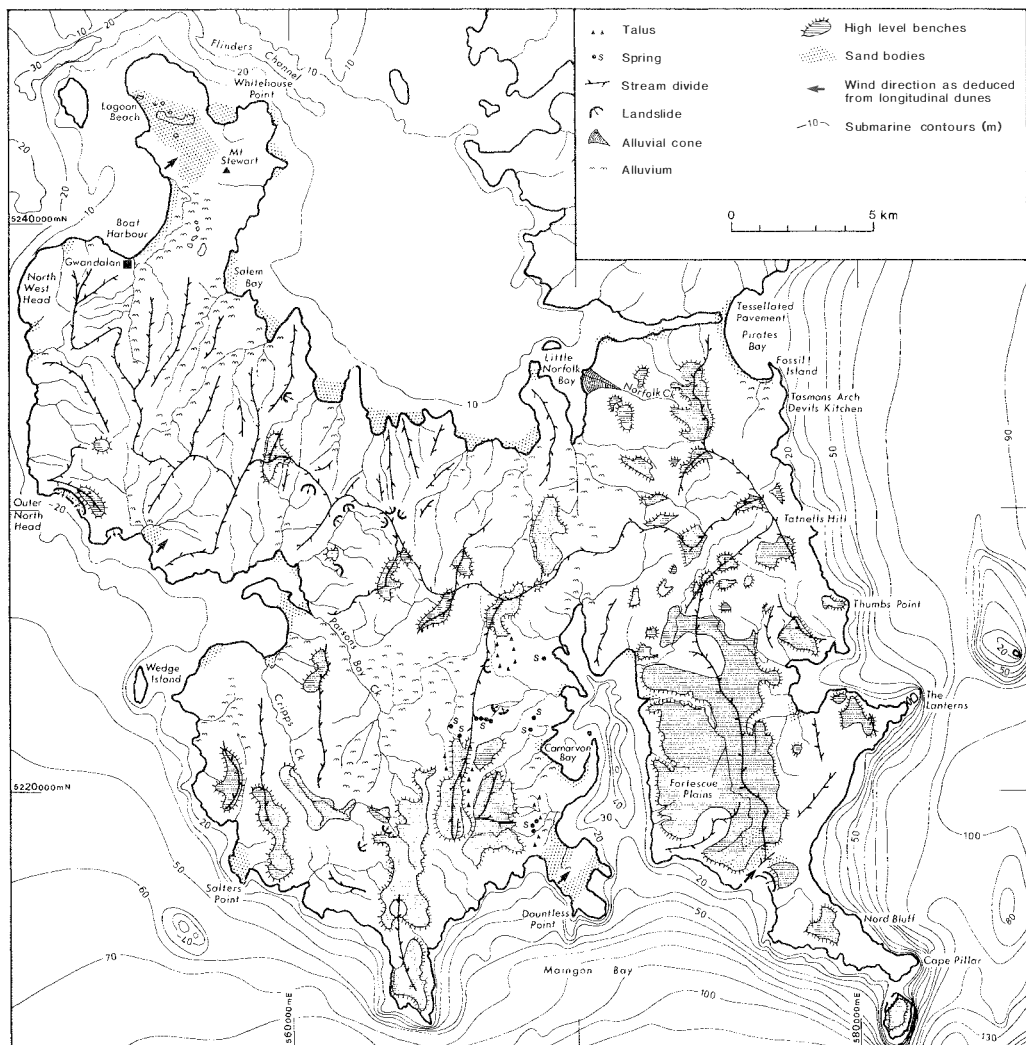 Talus
Spring
Stream divide
Landslide
Alluvial cone
Alluvium
High level benches
Sand bodies
Wind direction as deduced
from longitudinal dunes
Submarine contours (m)
0 5 km
Flinders
Channel
Whitehouse
Point
Lagoon
Beach
Mt
Stewart
5240000mN
Boat
Harbour
Gwandalan
North
West
Head
Salem
Bay
Tessellated
Pavement
Pirates
Bay
Fossil
Island
Little
Norfolk
Bay
Norfolk Ck
Tasmans Arch
Devils Kitchen
Outer
North Head
Tatnells Hill
Thumbs Point
Parsons Bay Ck
Wedge
Island
Cripps
Ck
The
Lanterns
Carnarvon
Bay
5220000mN
Fortescue
Plains
Salters
Point
Dauntless
Point
Nord Bluff
Maingon Bay
Cape Pillar
560000mE
580000mE